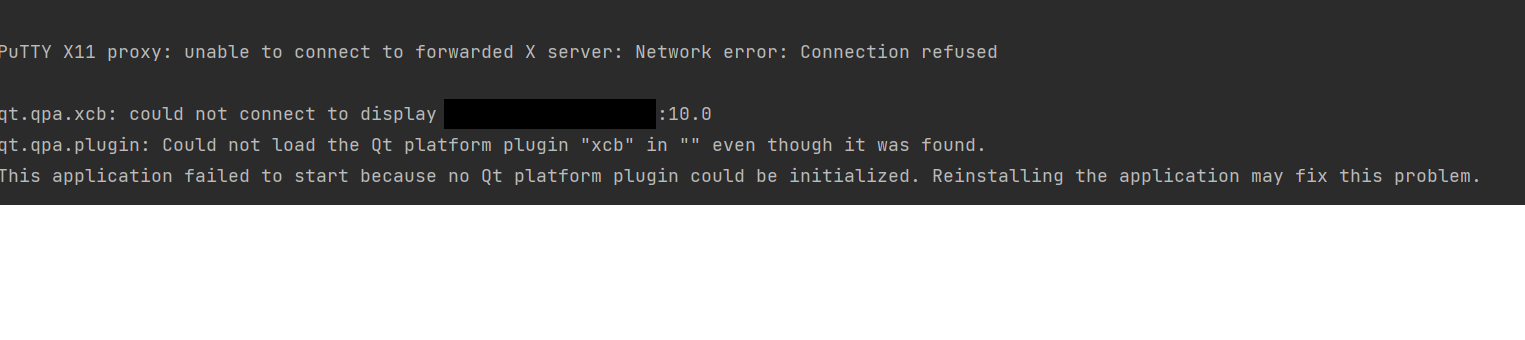 PuTTY X11 proxy: unable to connect to forwarded X server: Network error: Connection refused
qt.qpa.xcb: could not connect to display :10.0
qt.qpa.plugin: Could not load the Qt platform plugin "xcb" in "" even though it was found.
This application failed to start because no Qt platform plugin could be initialized. Reinstalling the application may fix this problem.